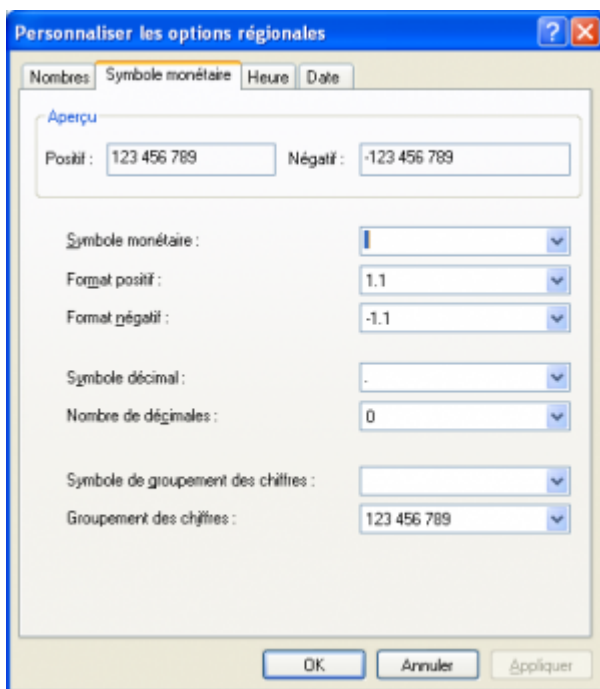 Personnaliser les options régionales
Nombres Symbole monétaire Heure Date
Aperçu
Positif : 123 456 789 Négatif : -123 456 789
Symbole monétaire :
Format positif : 1.1
Format négatif : -1.1
Symbole décimal : .
Nombre de décimales : 0
Symbole de groupement des chiffres :
Groupement des chiffres : 123 456 789
OK Annuler Appliquer